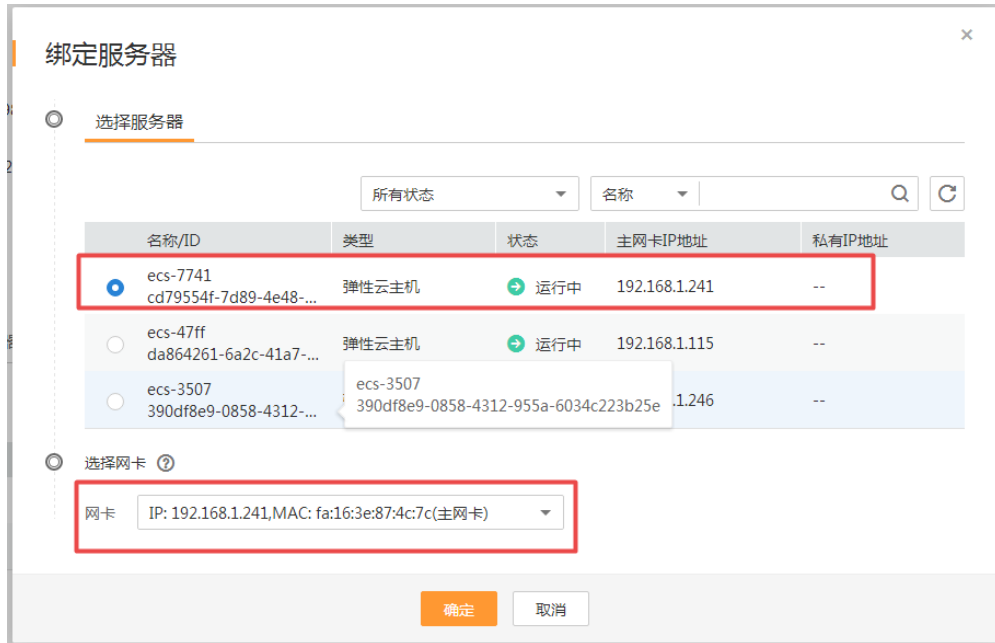 绑定服务器
×
选择服务器
所有状态 名称
名称/ID 类型 状态 主网卡IP地址 私有IP地址
ecs-7741
cd79554f-7d89-4e48-... 弹性云主机 运行中 192.168.1.241 --
ecs-47ff
da864261-6a2c-41a7-... 弹性云主机 运行中 192.168.1.115 --
ecs-3507
390df8e9-0858-4312-... .1.246 --
ecs-3507
390df8e9-0858-4312-955a-6034c223b25e
选择网卡 ?
网卡 IP: 192.168.1.241,MAC: fa:16:3e:87:4c:7c(主网卡)
确定 取消